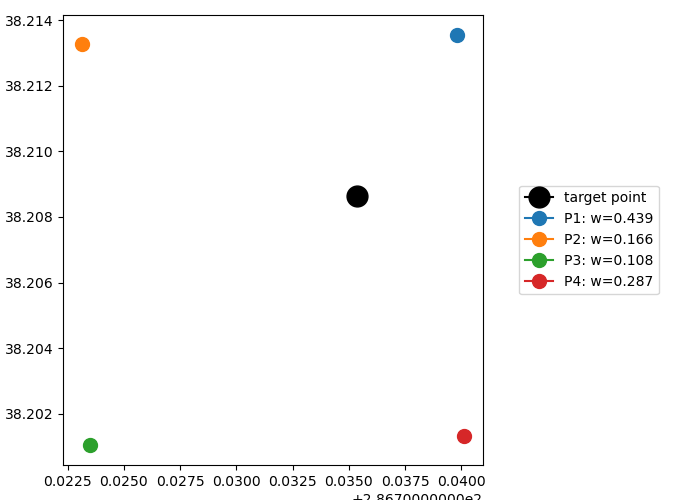 38.214
38.212
38.210
38.208
38.206
38.204
38.202
0.0225 0.0250 0.0275 0.0300 0.0325 0.0350 0.0375 0.0400
+2.8670000000e2
target point
P1: w=0.439
P2: w=0.166
P3: w=0.108
P4: w=0.287